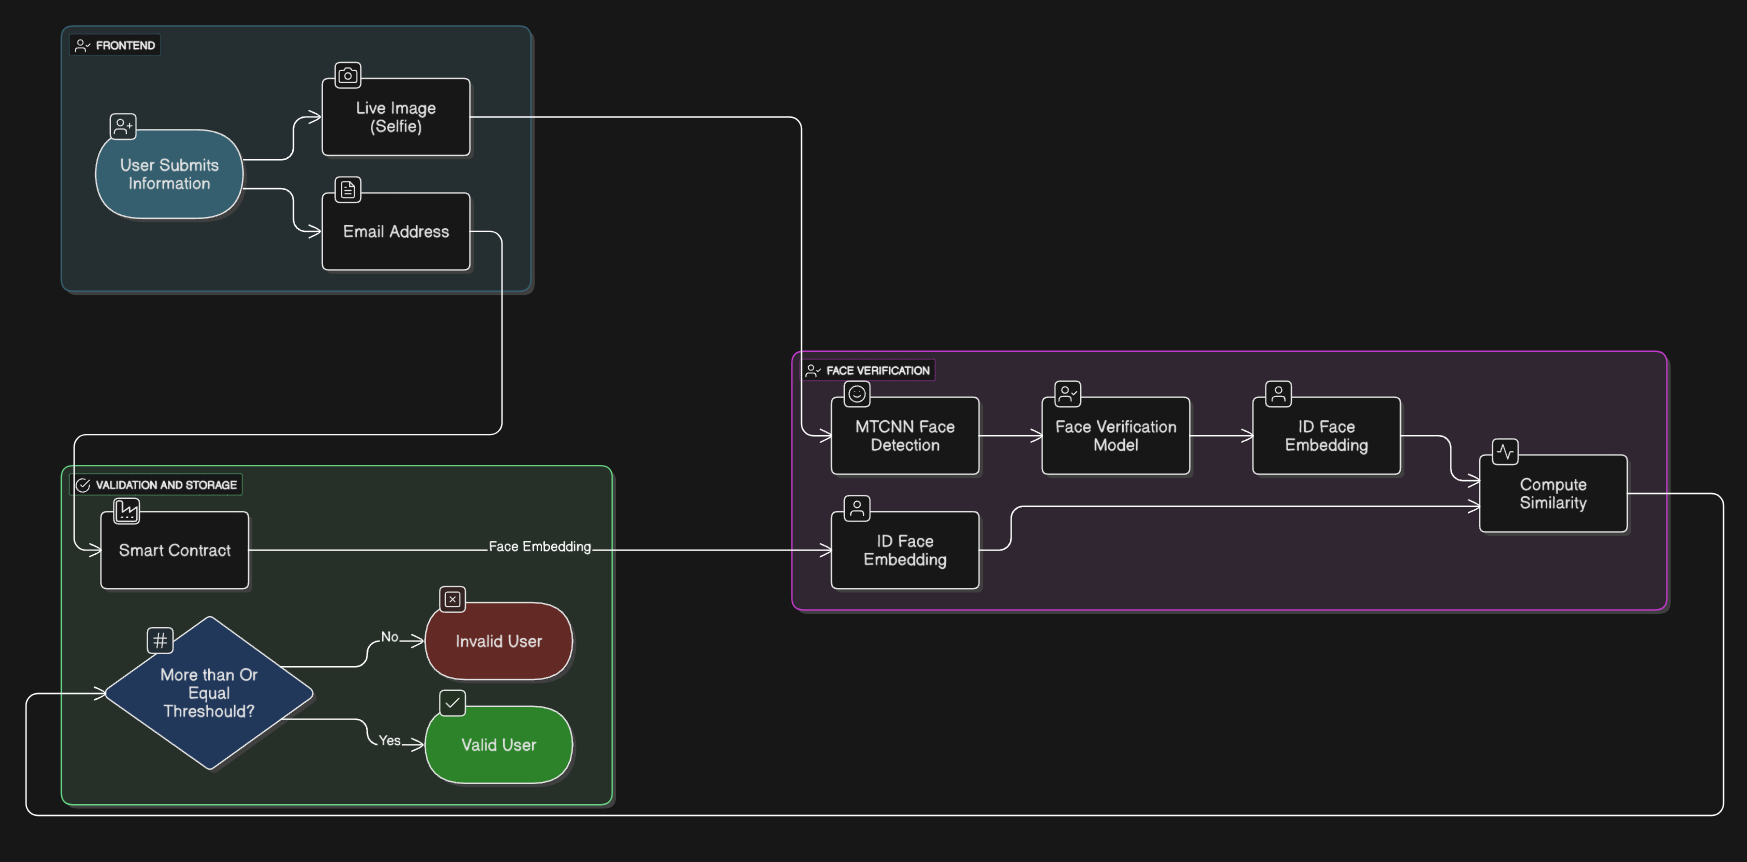 FRONTEND
User Submits
Information
Live Image
(Selfie)
Email Address
FACE VERIFICATION
MTCNN Face
Detection
Face Verification
Model
ID Face
Embedding
ID Face
Embedding
Compute
Similarity
VALIDATION AND STORAGE
Smart Contract
Face Embedding
More than Or
Equal
Threshould?
No
Invalid User
Yes
Valid User